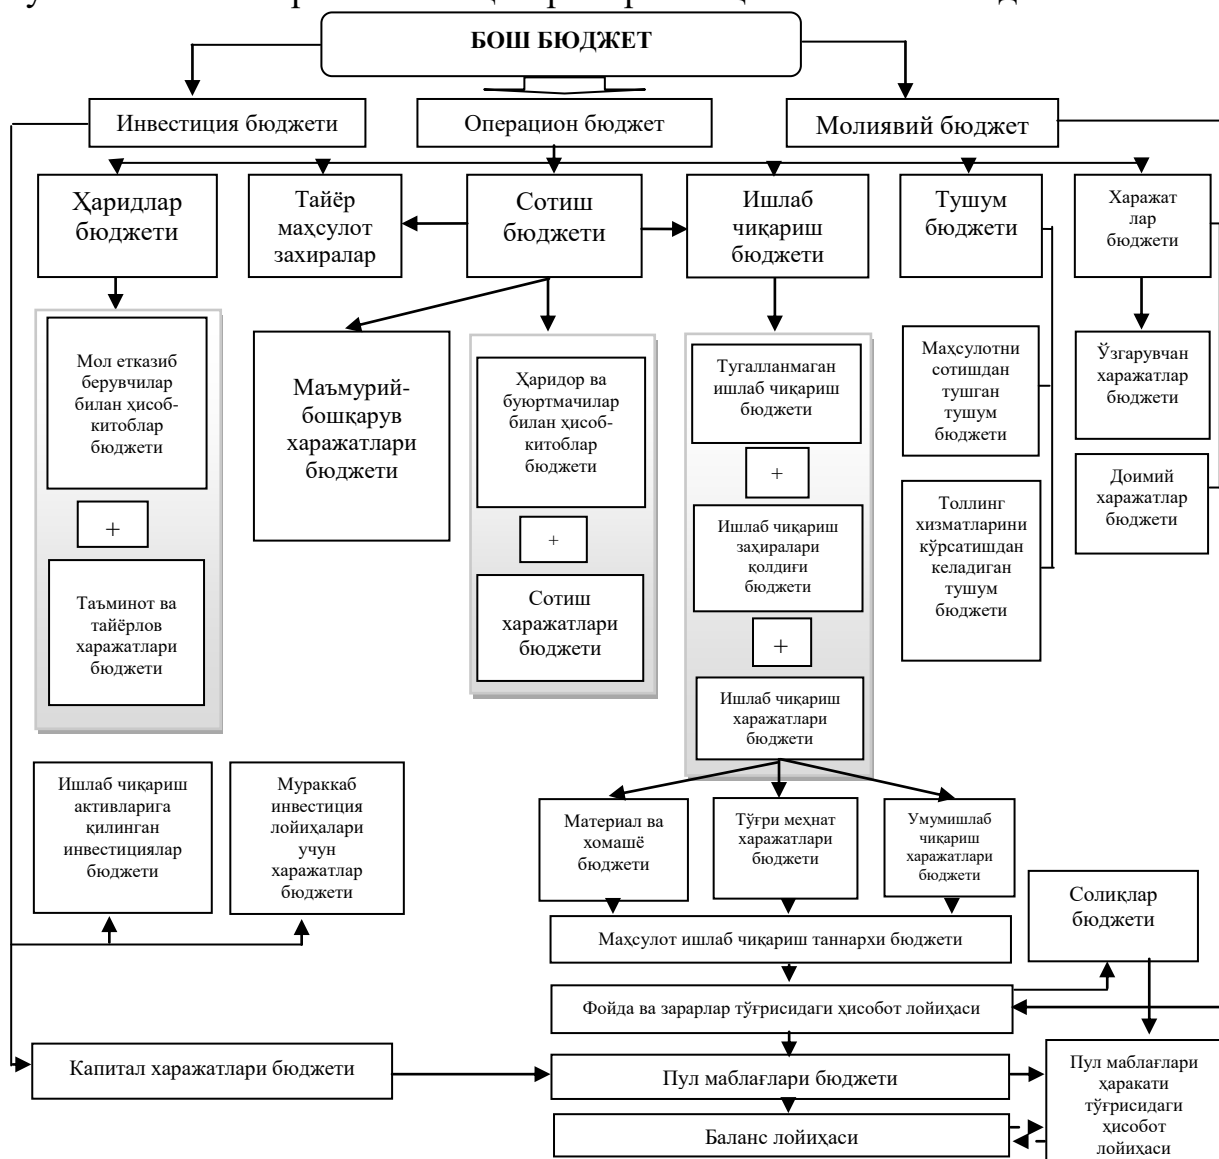 БОШ БЮДЖЕТ
Инвестиция бюджети
Операцион бюджет
Молиявий бюджет
Ҳаридлар
бюджети
Тайёр
маҳсулот
захиралар
Сотиш
бюджети
Ишлаб
чиқариш
бюджети
Тушум
бюджети
Харажат
лар
бюджети
Мол етказиб
берувчилар
билан ҳисоб-
китоблар
бюджети
+
Таъминот ва
тайёрлов
харажатлари
бюджети
Маъмурий-
бошқарув
харажатлари
бюджети
Ҳаридор ва
буюртмачилар
билан ҳисоб-
китоблар
бюджети
+
Сотиш
харажатлари
бюджети
Тугалланмаган
ишлаб чиқариш
бюджети
+
Ишлаб чиқариш
заҳиралари
қолдиғи
бюджети
+
Ишлаб чиқариш
харажатлари
бюджети
Маҳсулотни
сотишдан
тушган
тушум
бюджети
Толлинг
хизматларини
кўрсатишдан
келадиган
тушум
бюджети
Ўзгарувчан
харажатлар
бюджети
Доимий
харажатлар
бюджети
Ишлаб чиқариш
активларига
қилинган
инвестициялар
бюджети
Мураккаб
инвестиция
лойиҳалари
учун
харажатлар
бюджети
Материал ва
хомашё
бюджети
Тўғри меҳнат
харажатлари
бюджети
Умумишлаб
чиқариш
харажатлари
бюджети
Солиқлар
бюджети
Маҳсулот ишлаб чиқариш таннархи бюджети
Фойда ва зарарлар тўғрисидаги ҳисобот лойиҳаси
Капитал харажатлари бюджети
Пул маблағлари бюджети
Баланс лойиҳаси
Пул маблағлари
ҳаракати
тўғрисидаги
ҳисобот
лойиҳаси